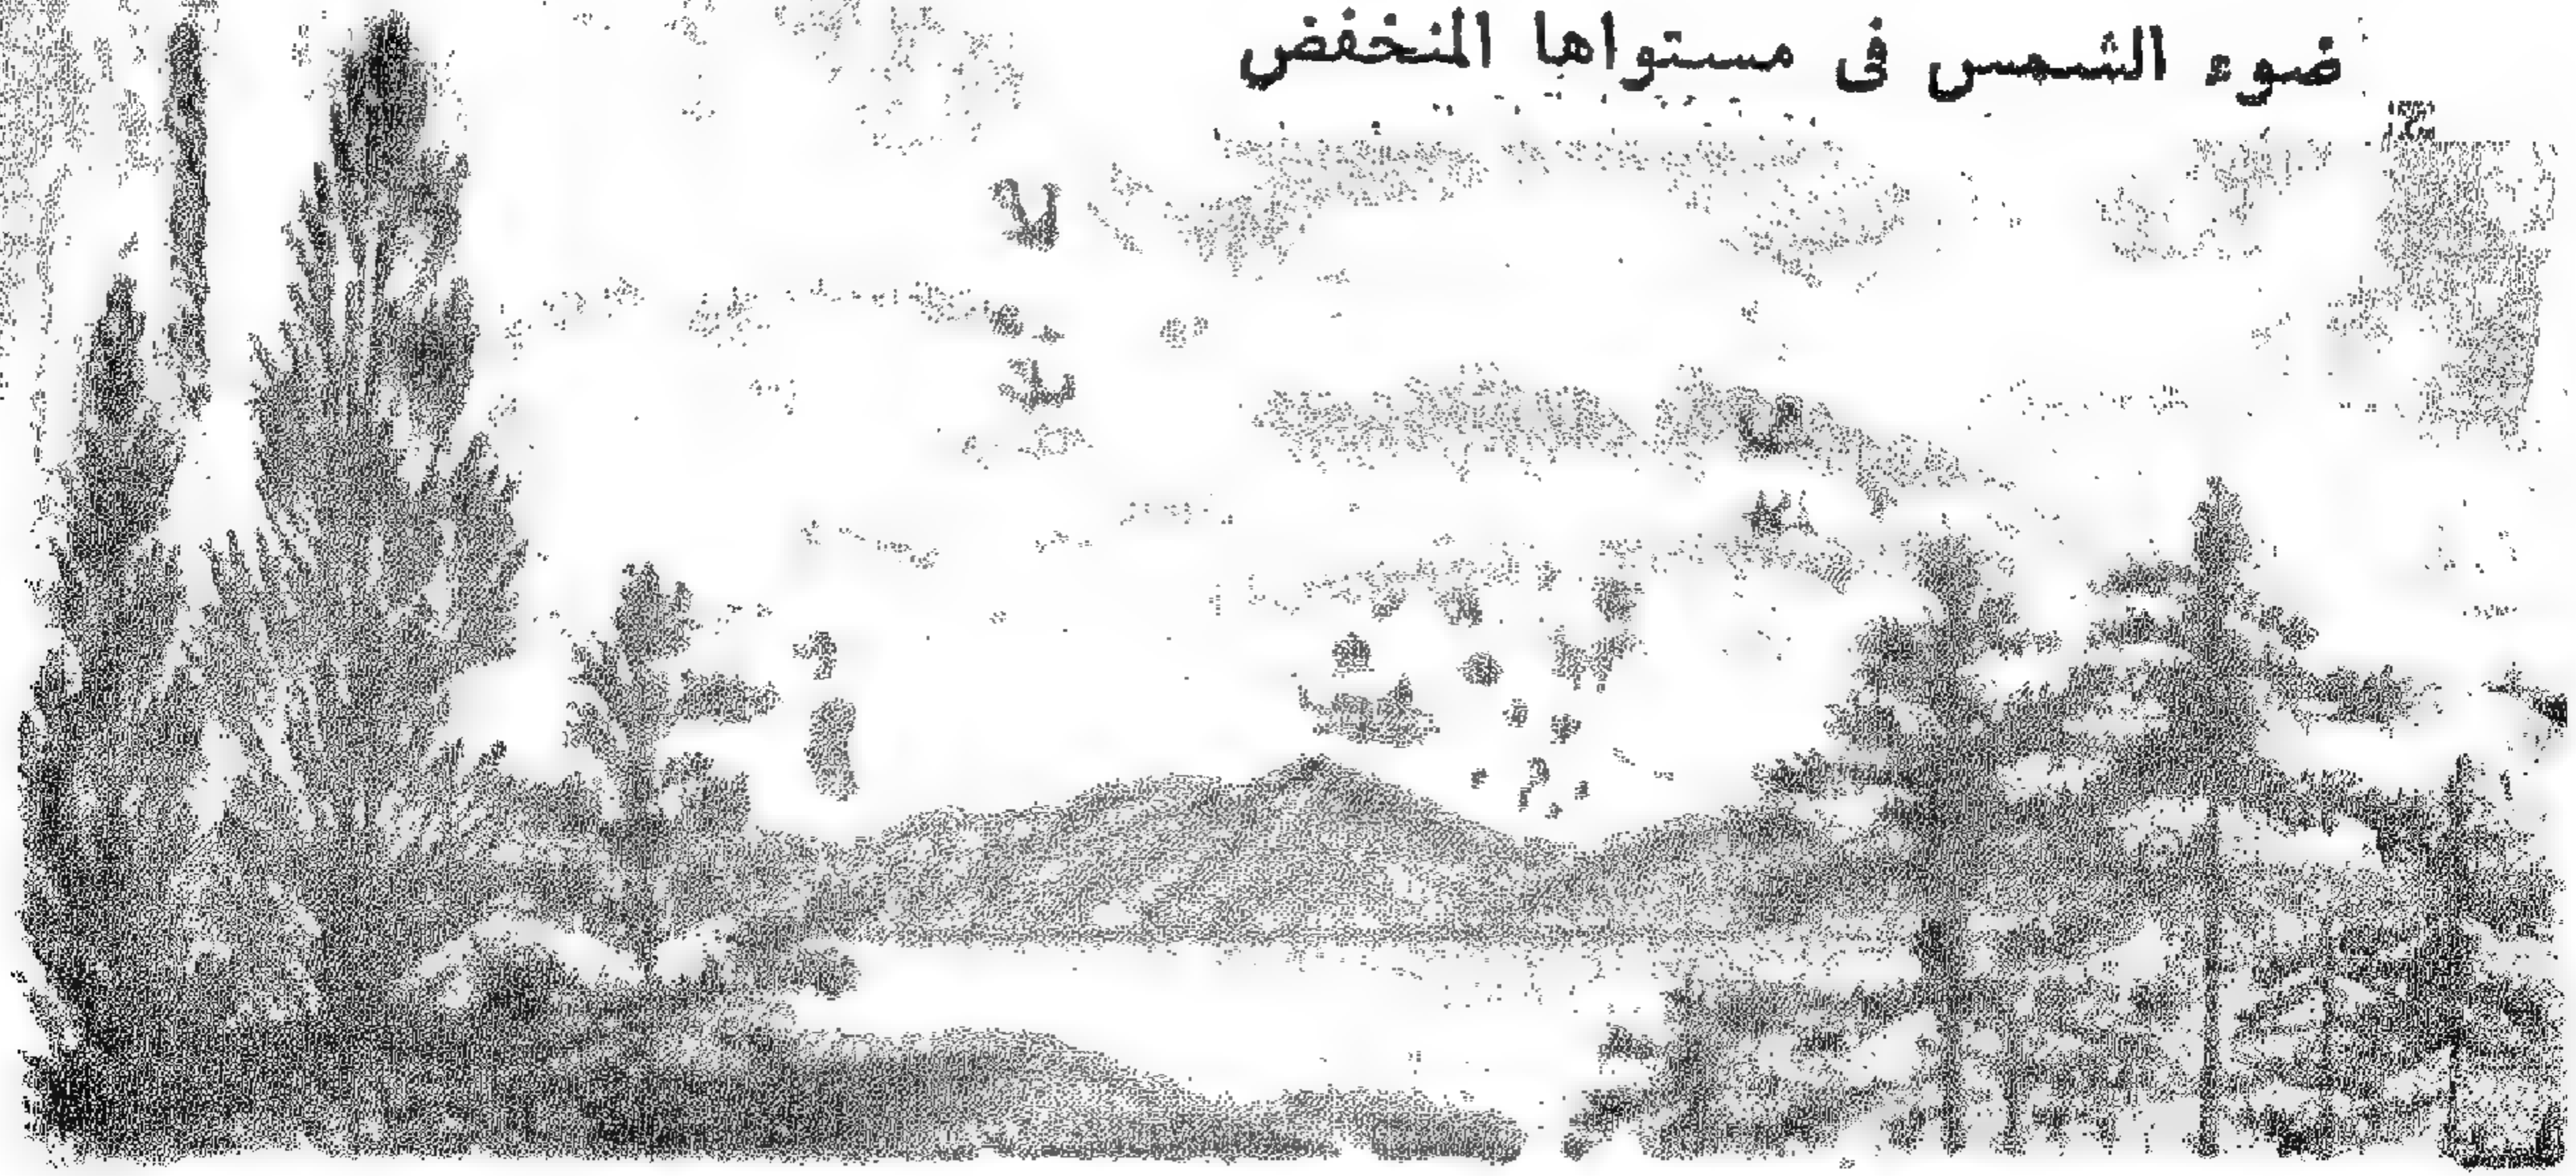 ضوء الشمس فى مستواها المنخفض